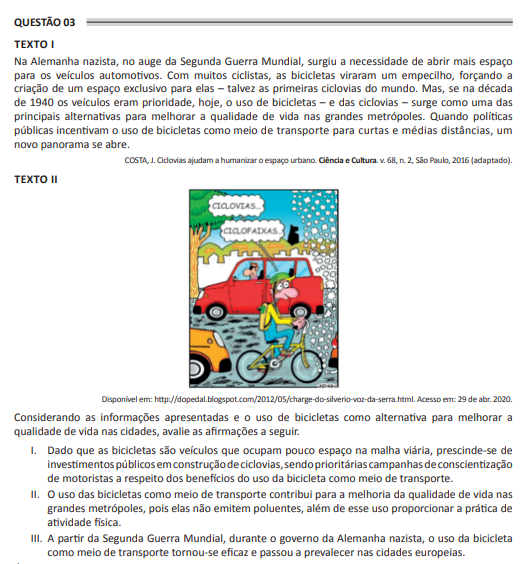 QUESTÃO 03
TEXTO I
Na Alemanha nazista, no auge da Segunda Guerra Mundial, surgiu a necessidade de abrir mais espaço
para os veículos automotivos. Com muitos ciclistas, as bicicletas viraram um empecilho, forçando a
criação de um espaço exclusivo para elas – talvez as primeiras ciclovias do mundo. Mas, se na década
de 1940 os veículos eram prioridade, hoje, o uso de bicicletas – e das ciclovias – surge como uma das
principais alternativas para melhorar a qualidade de vida nas grandes metrópoles. Quando políticas
públicas incentivam o uso de bicicletas como meio de transporte para curtas e médias distâncias, um
novo panorama se abre.
COSTA, J. Ciclovias ajudam a humanizar o espaço urbano. Ciência e Cultura. v. 68, n. 2, São Paulo, 2016 (adaptado).
TEXTO II
CICLOVIAS...
CICLOFAIXAS...
Disponível em: http://dopedal.blogspot.com/2012/05/charge-do-silverio-voz-da-serra.html. Acesso em: 29 de abr. 2020.
Considerando as informações apresentadas e o uso de bicicletas como alternativa para melhorar a
qualidade de vida nas cidades, avalie as afirmações a seguir.
I. Dado que as bicicletas são veículos que ocupam pouco espaço na malha viária, prescinde-se de
investimentos públicos em construção de ciclovias, sendo prioritárias campanhas de conscientização
de motoristas a respeito dos benefícios do uso da bicicleta como meio de transporte.
II. O uso das bicicletas como meio de transporte contribui para a melhoria da qualidade de vida nas
grandes metrópoles, pois elas não emitem poluentes, além de esse uso proporcionar a prática de
atividade física.
III. A partir da Segunda Guerra Mundial, durante o governo da Alemanha nazista, o uso da bicicleta
como meio de transporte tornou-se eficaz e passou a prevalecer nas cidades europeias.